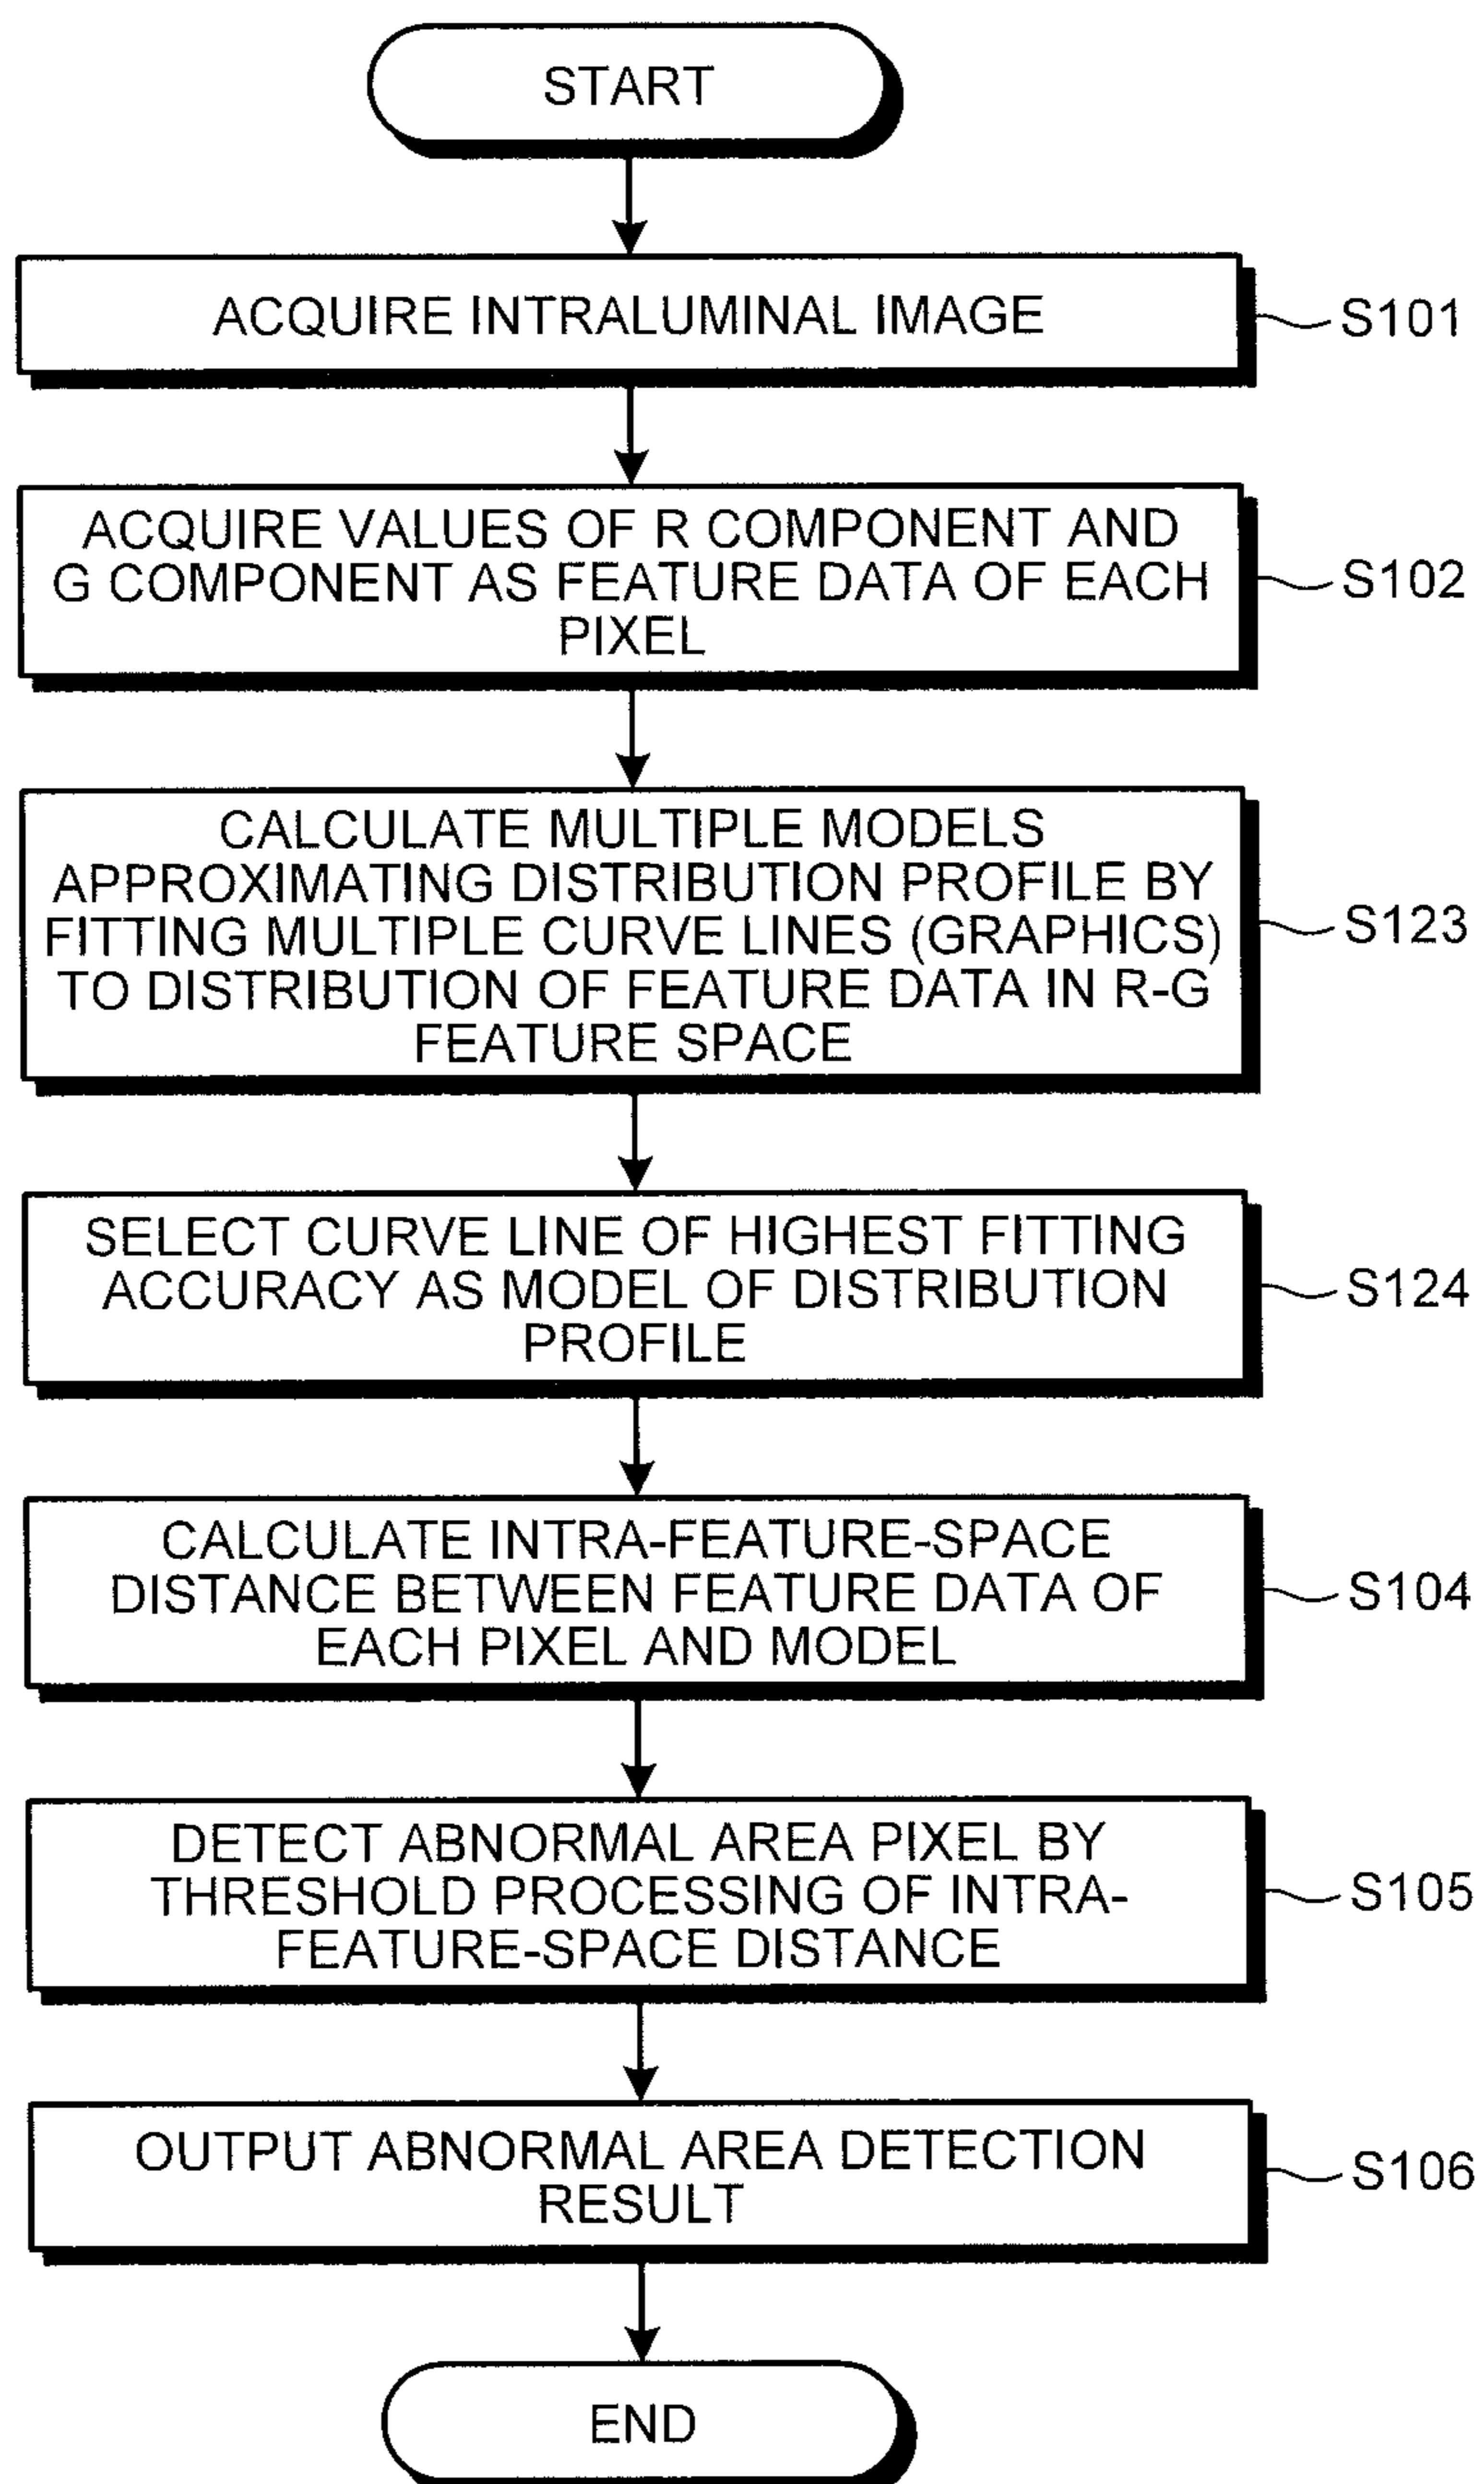 START
ACQUIRE INTRALUMINAL IMAGE
S101
ACQUIRE VALUES OF R COMPONENT AND
G COMPONENT AS FEATURE DATA OF EACH
PIXEL
S102
CALCULATE MULTIPLE MODELS
APPROXIMATING DISTRIBUTION PROFILE BY
FITTING MULTIPLE CURVE LINES (GRAPHICS)
TO DISTRIBUTION OF FEATURE DATA IN R-G
FEATURE SPACE
S123
SELECT CURVE LINE OF HIGHEST FITTING
ACCURACY AS MODEL OF DISTRIBUTION
PROFILE
S124
CALCULATE INTRA-FEATURE-SPACE
DISTANCE BETWEEN FEATURE DATA OF
EACH PIXEL AND MODEL
S104
DETECT ABNORMAL AREA PIXEL BY
THRESHOLD PROCESSING OF INTRA-
FEATURE-SPACE DISTANCE
S105
OUTPUT ABNORMAL AREA DETECTION
RESULT
S106
END